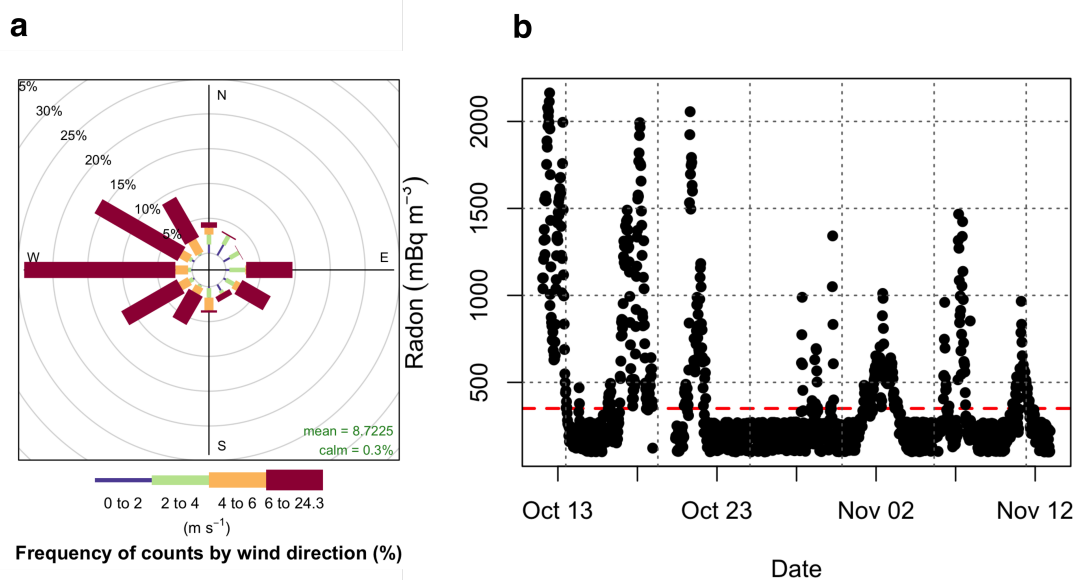 a
b
5%
30%
25%
20%
15%
10%
5%
N
W
E
S
mean = 8.7225
calm = 0.3%
0 to 2
2 to 4
4 to 6
6 to 24.3
(m s⁻¹)
Frequency of counts by wind direction (%)
Radon (mBq m⁻³)
2000
1500
1000
500
Oct 13
Oct 23
Nov 02
Nov 12
Date